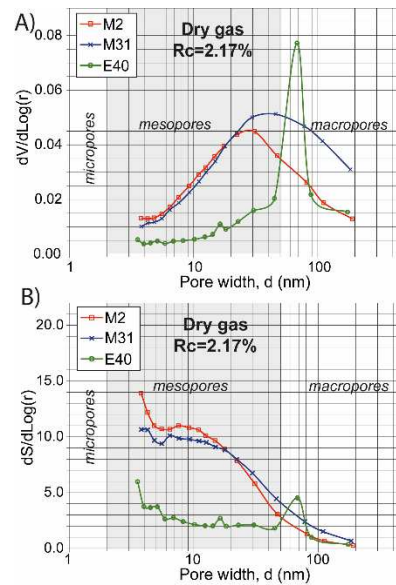 A)
M2
M31
E40
Dry gas
Rc=2.17%
0.08
0.06
0.04
0.02
0.00
dV/dLog(r)
micropores
mesopores
macropores
1
10
100
Pore width, d (nm)
B)
M2
M31
E40
Dry gas
Rc=2.17%
20.0
15.0
10.0
5.0
0.0
dS/dLog(r)
micropores
mesopores
macropores
1
10
100
Pore width, d (nm)